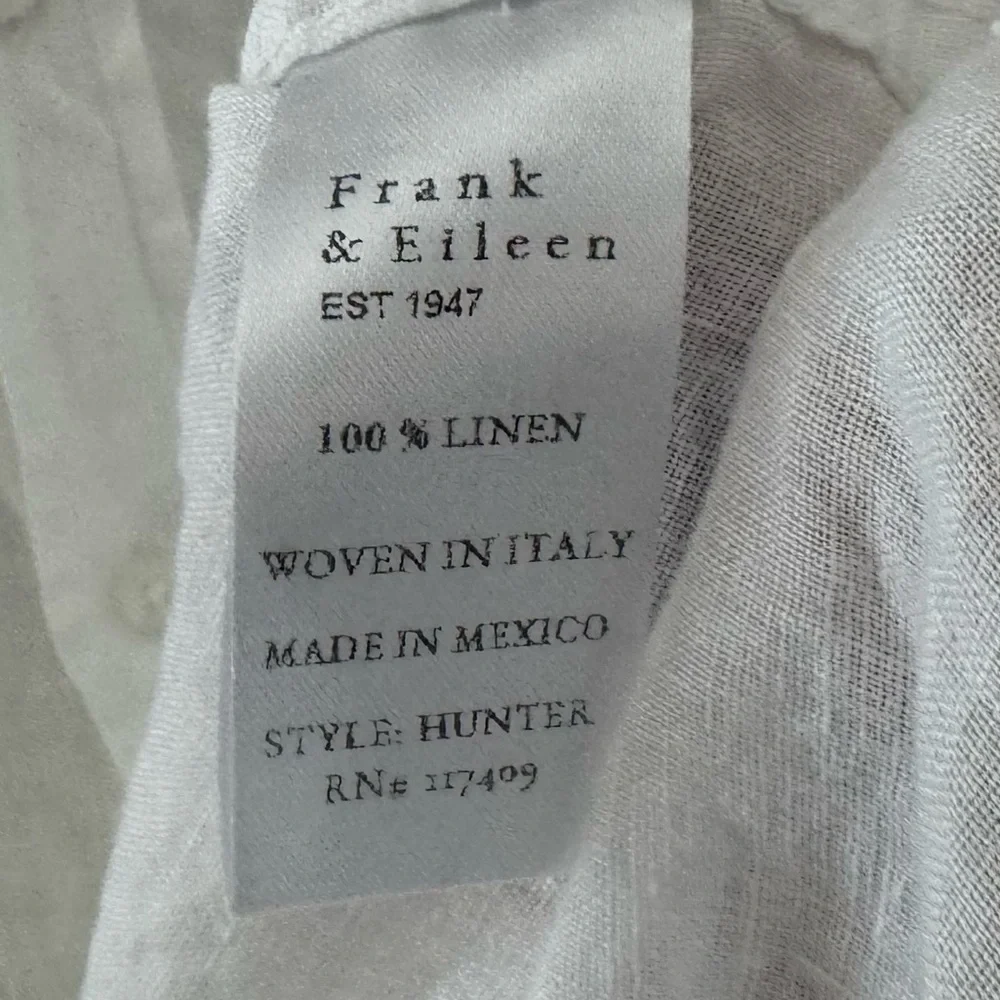 Frank
& Eileen
EST 1947
100 % LINEN
WOVEN IN ITALY
MADE IN MEXICO
STYLE: HUNTER
RN# 117409